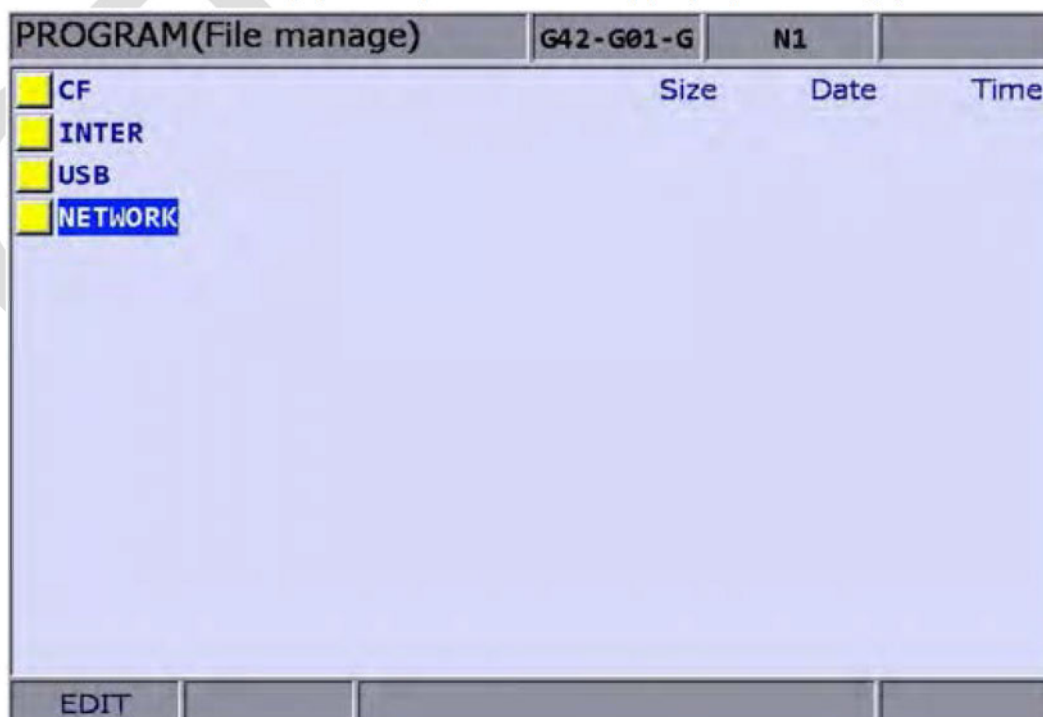 PROGRAM(File manage) G42-G01-G N1
CF Size Date Time
INTER
USB
NETWORK
EDIT